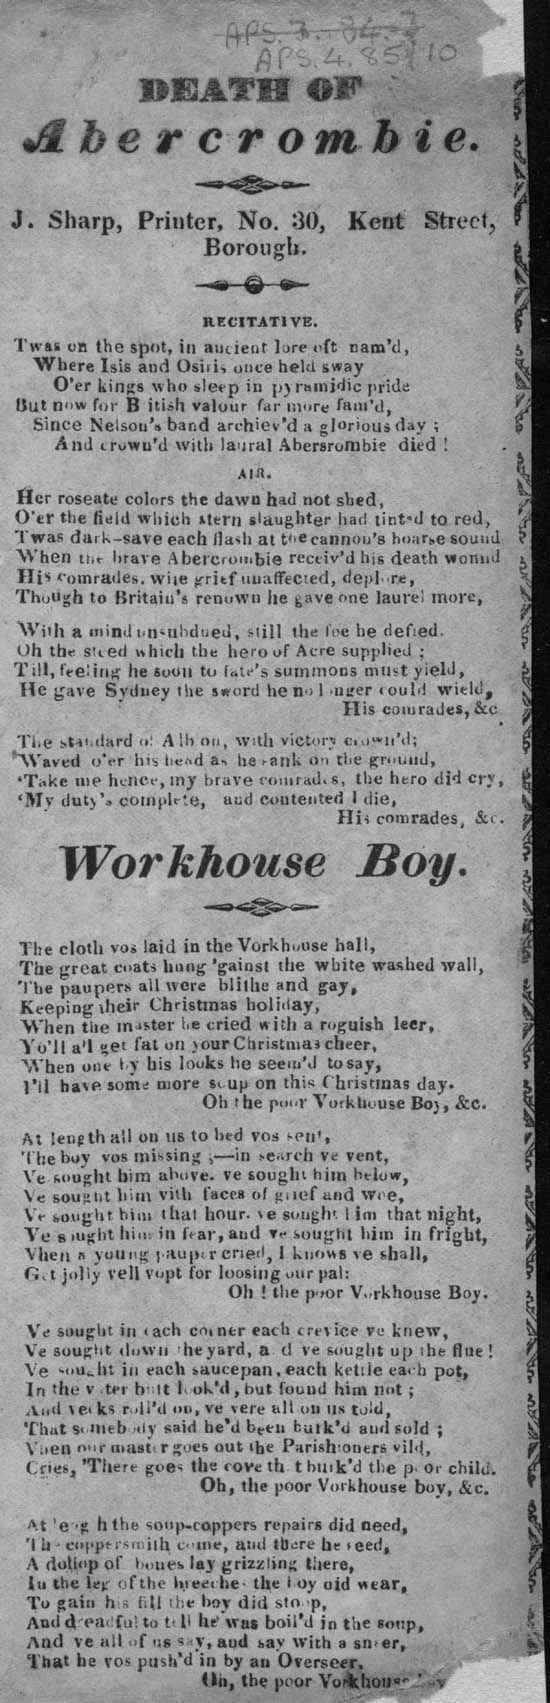 APS.3. 84. 3
APS.4.85/10
DEATH OF
Abercrombie.
J. Sharp, Printer, No. 30, Kent Street,
Borough.
RECITATIVE.
Twas on the spot, in ancient lore oft nam'd,
Where Isis and Osiris once held sway
O'er kings who sleep in pyramidic pride
But now for B itish valour far more fam'd,
Since Nelson's band archiev'd a glorious day ;
And crown'd with laural Abersrombie died !
AIR.
Her roseate colors the dawn had not shed,
O'er the field which stern slaughter had tinted to red,
Twas dark-save each flash at the cannon's hoarse sound
When the brave Abercrombie receiv'd his death wound
His comrades. wite grief unaffected, deplore,
Though to Britain's renown he gave one laurel more,
With a mind unsubdued, still the foe he defied.
Oh the steed which the hero of Acre supplied ;
Till, feeling he soon to fate's summons must yield,
He gave Sydney the sword he no longer could wield,
His comrades, &c
The standard of Albion, with victory crown'd;
Waved o'er his head as he sank on the ground,
'Take me hence, my brave comrades, the hero did cry,
'My duty's complete, and contented I die,
His comrades, &c.
Workhouse Boy.
The cloth vos laid in the Vorkhouse hall,
The great coats hung 'gainst the white washed wall,
The paupers all were blithe and gay,
Keeping their Christmas holiday,
When the master he cried with a roguish leer,
Yo'll all get fat on your Christmas cheer,
When one by his looks he seem'd to say,
I'll have some more soup on this Christmas day.
Oh the poor Vorkhouse Boy, &c.
At length all on us to bed vos sent,
The boy vos missing ;—in search ve vent,
Ve sought him above. ve sought him below,
Ve sought him vith faces of grief and woe,
Ve sought him that hour. ve sought him that night,
Ve sought him in fear, and ve sought him in fright,
Vhen a young pauper cried, I knows ve shall,
Get jolly vell vopt for loosing our pal:
Oh ! the poor Vorkhouse Boy.
Ve sought in each corner each crevice ve knew,
Ve sought down the yard, a d ve sought up the flue !
Ve sought in each saucepan, each kettle each pot,
In the v ter butt look'd, but found him not ;
And veeks roll'd on, ve vere all on us told,
That somebody said he'd been burk'd and sold ;
Vhen our master goes out the Parishioners vild,
Cries, 'There goes the cove th t burk'd the poor child.
Oh, the poor Vorkhouse boy, &c.
At leng h the soup-coppers repairs did need,
Th coppersmith come, and there he seed,
A dollop of bones lay grizzling there,
In the leg of the breeches the boy did wear,
To gain his fill the boy did stoop,
And dreadful to tell he was boil'd in the soup,
And ve all of us say, and say with a sneer,
That he vos push'd in by an Overseer.
Oh, the poor Vorkhouse boy